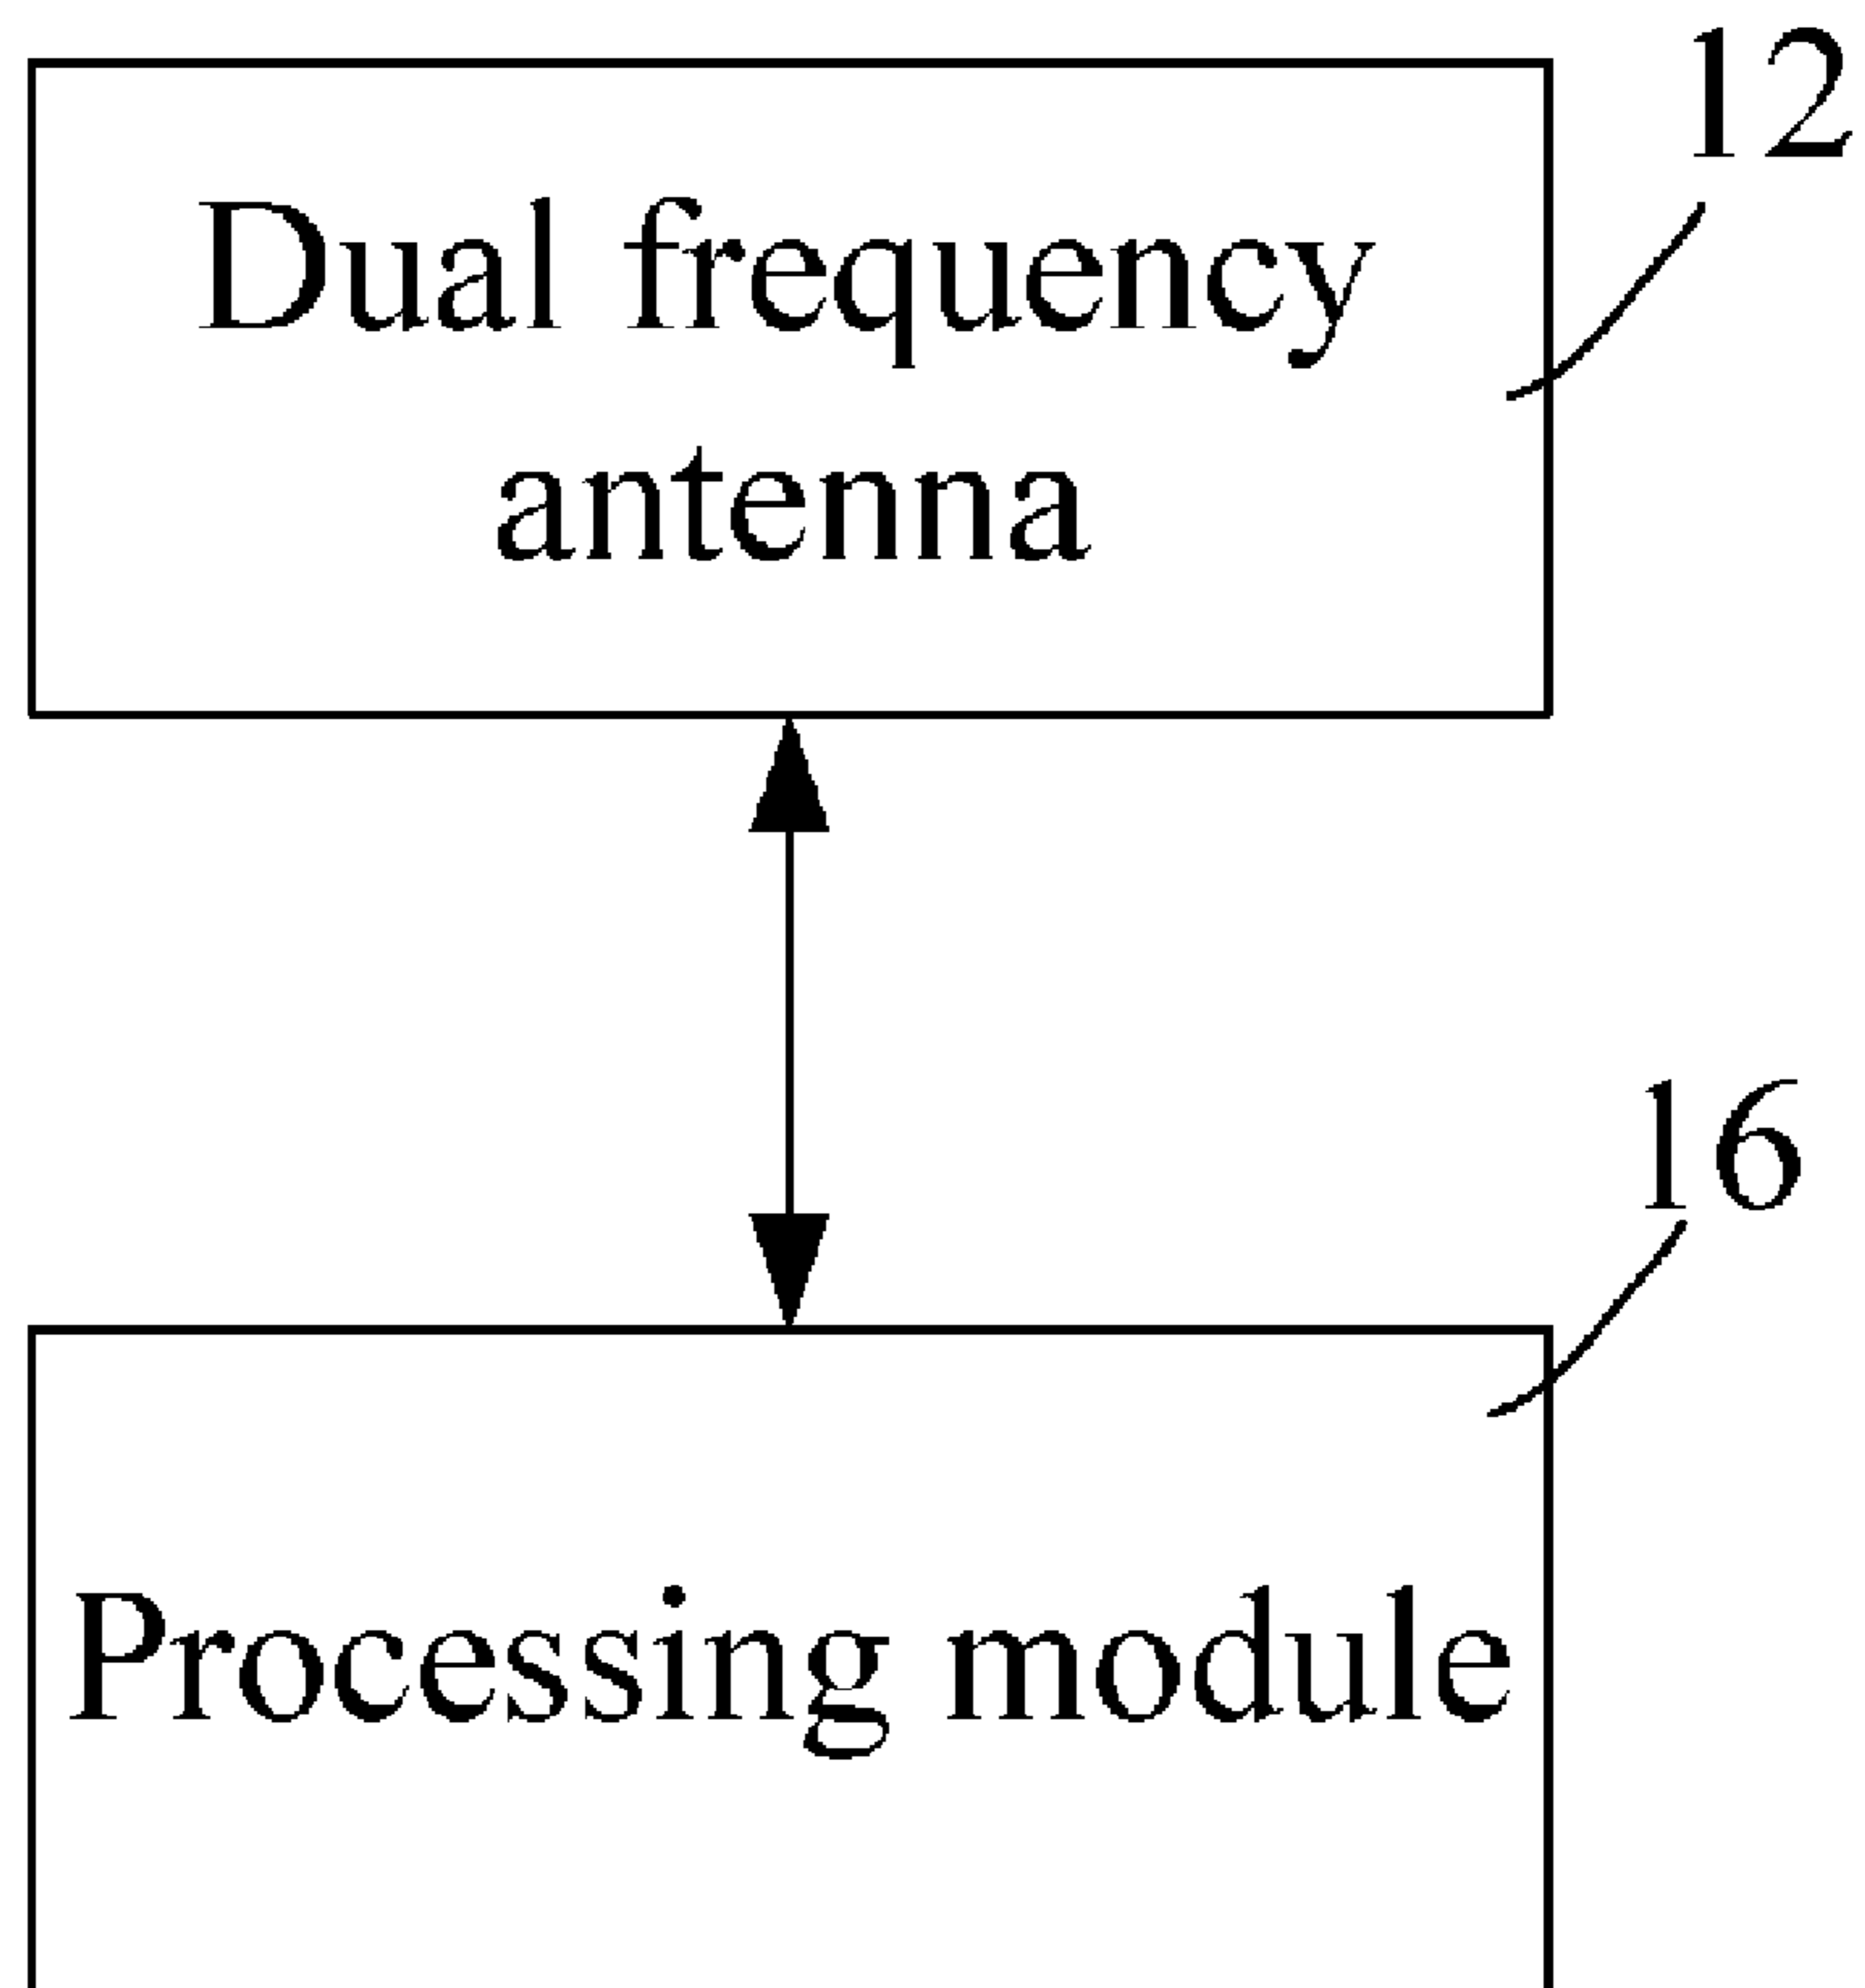 12
Dual frequency
antenna
16
Processing module